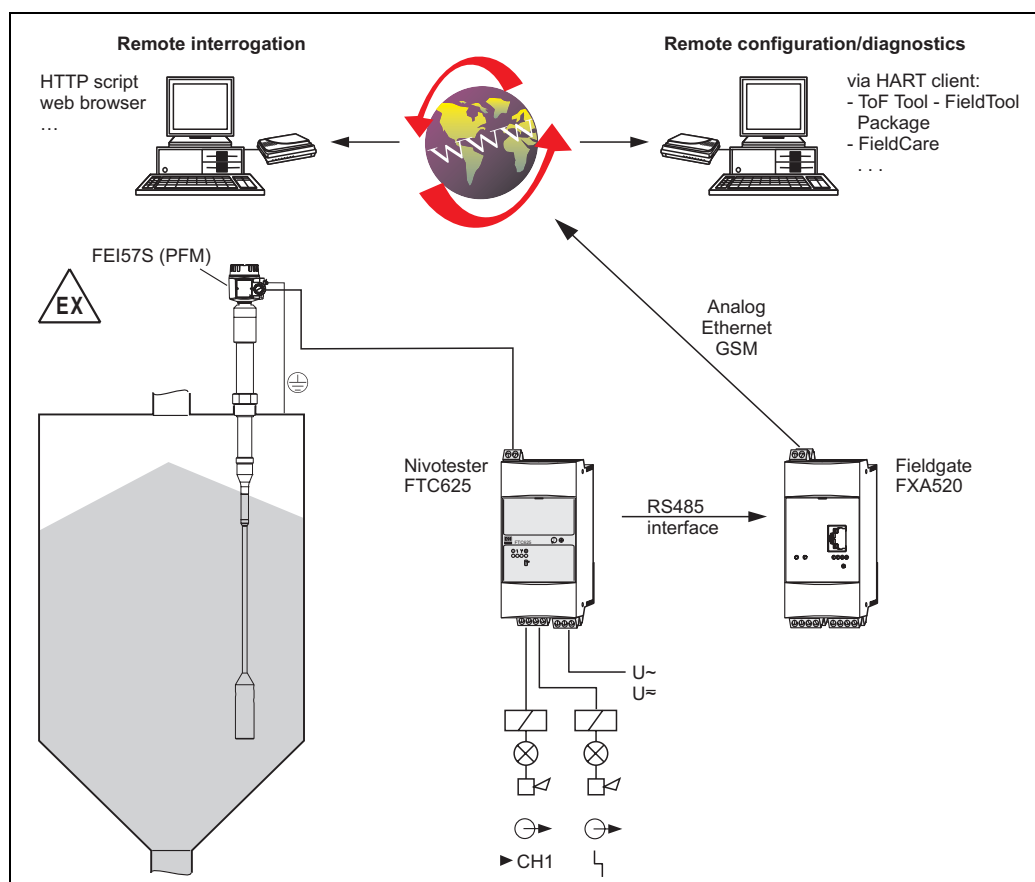 Remote interrogation
HTTP script
web browser
...
Remote configuration/diagnostics
via HART client:
- ToF Tool - FieldTool
Package
- FieldCare
. . .
WWW
FEI57S (PFM)
EX
Analog
Ethernet
GSM
Nivotester
FTC625
RS485
interface
Fieldgate
FXA520
FTC625
U~
U≂
CH1